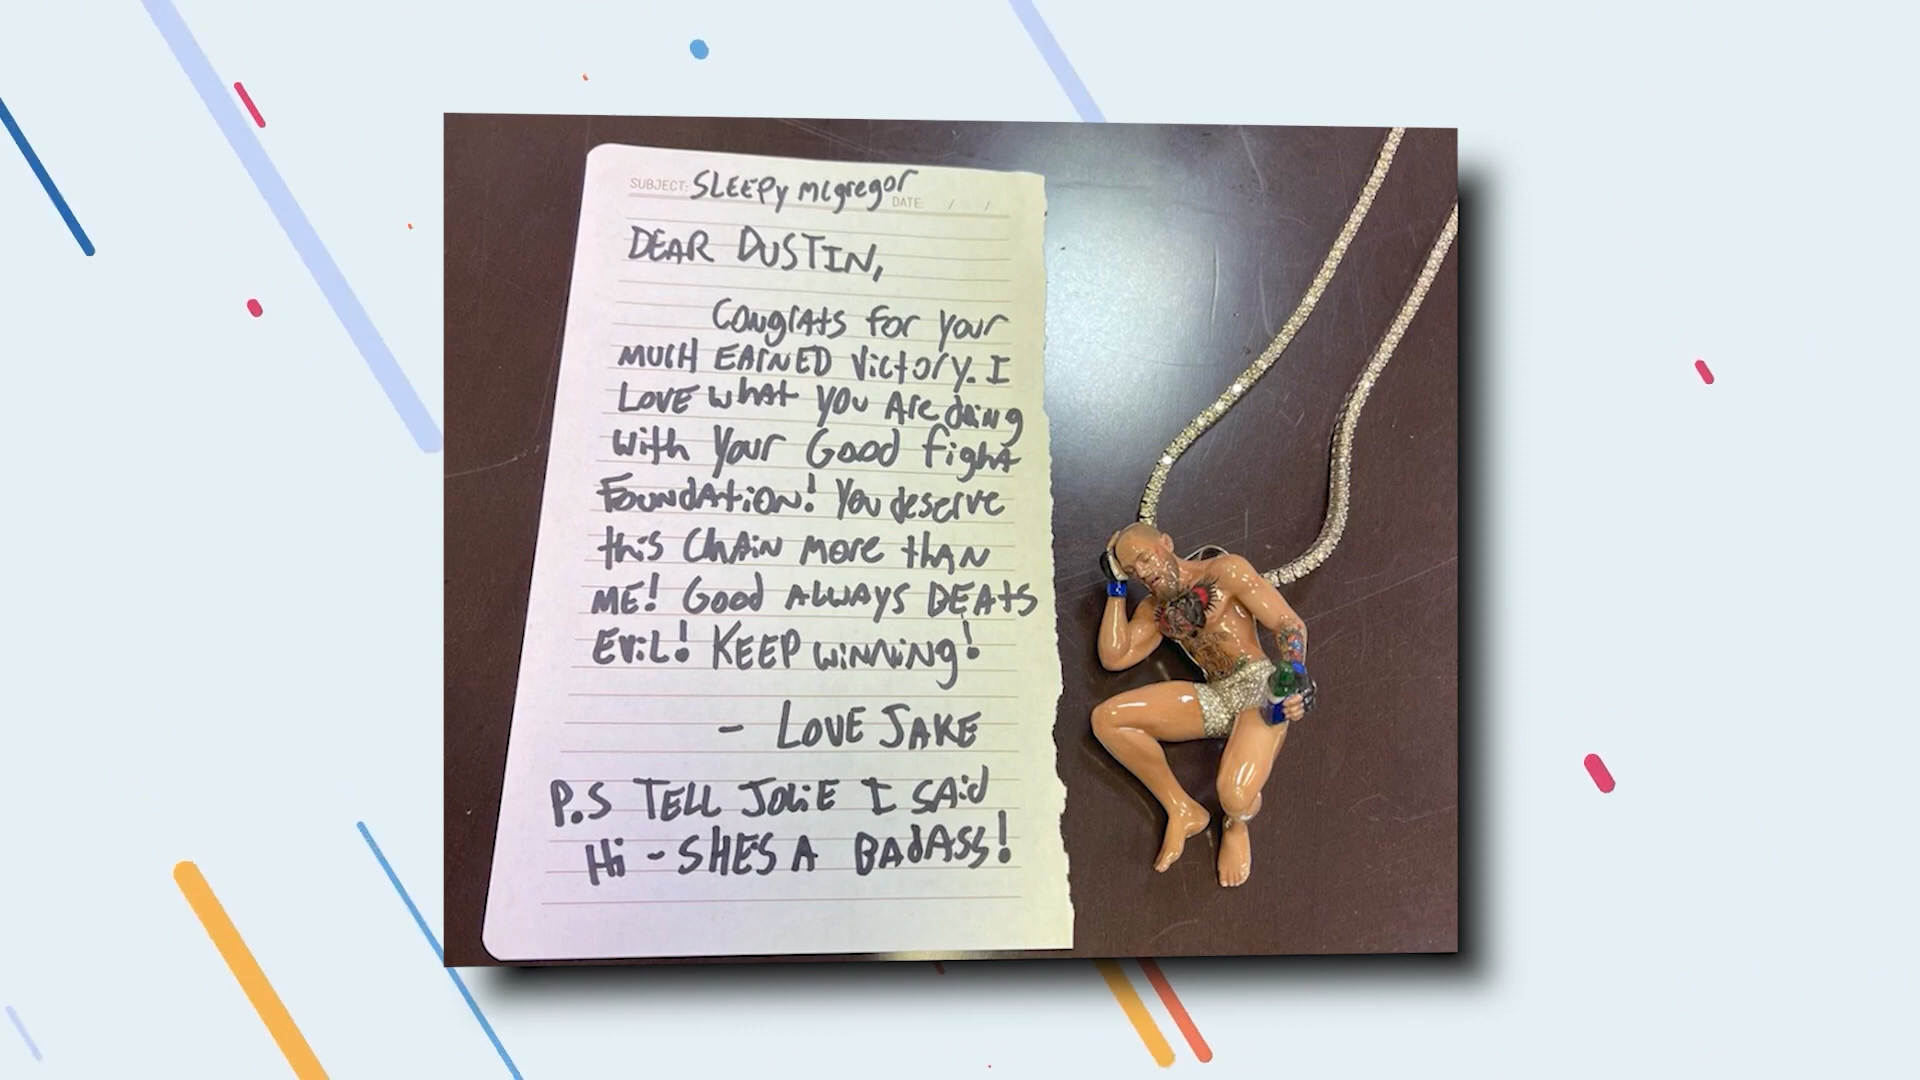 SUBJECT: SLEEPY McGregor
DATE: / /
DEAR DUSTIN,
Congrats for your
MUCH EARNED Victory. I
LOVE what you Are doing
with your Good fight
FoundAtion! You deserve
this ChAin more thAN
ME! Good ALWAYS BEAts
EViL! KEEP winning!
- LOVE JAKE
P.S TELL JOLiE I SAid
Hi - SHES A BAdASS!